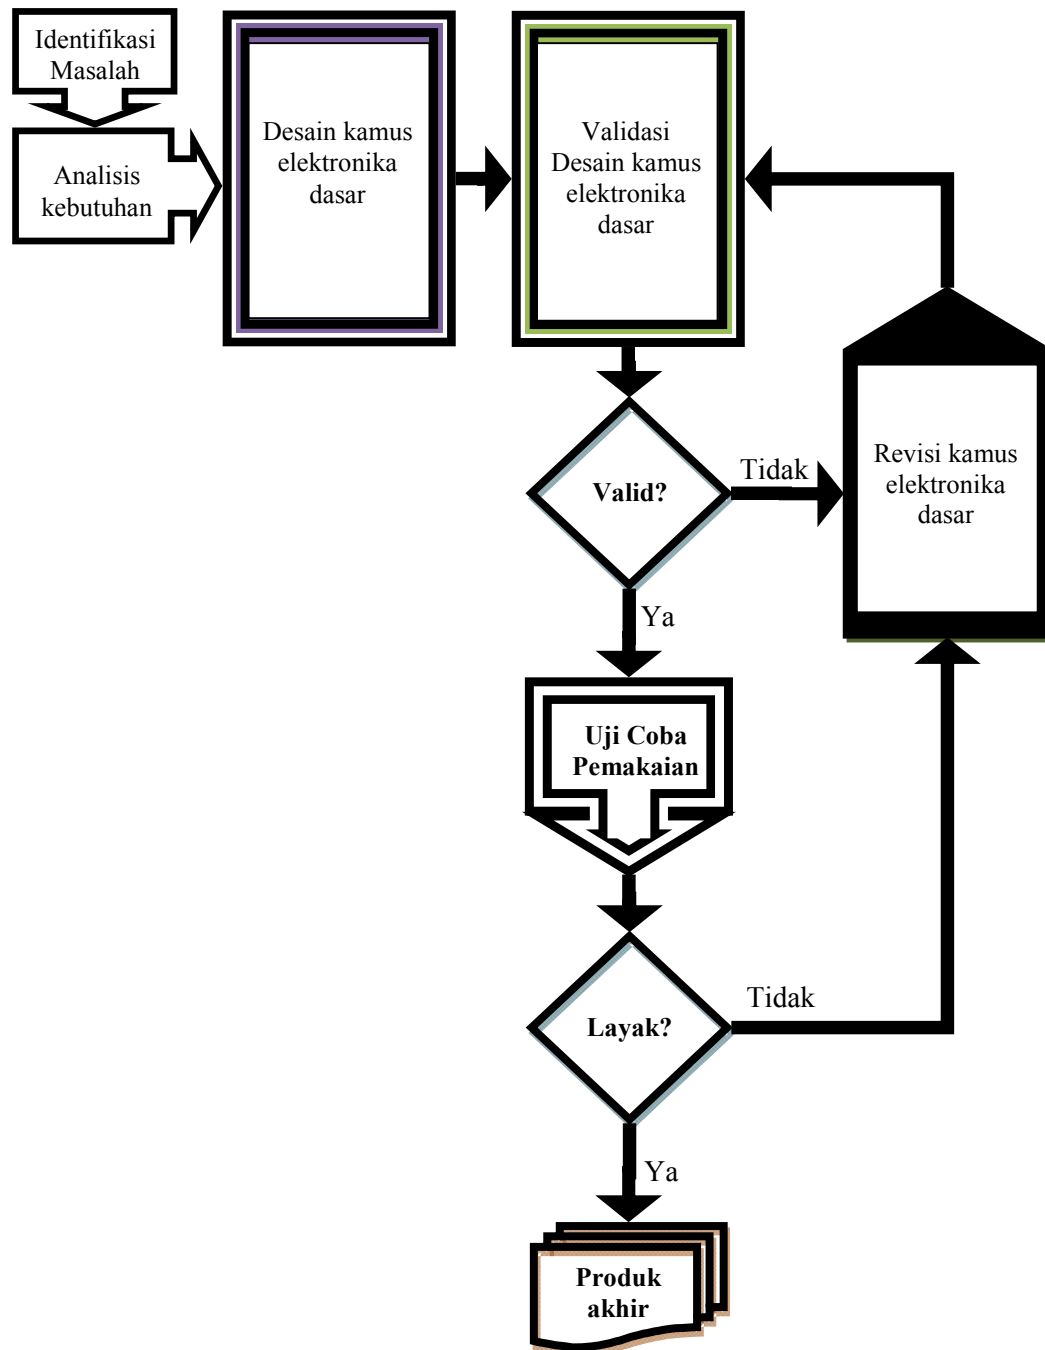 Identifikasi
Masalah
Analisis
kebutuhan
Desain kamus
elektronika
dasar
Validasi
Desain kamus
elektronika
dasar
Valid?
Tidak
Revisi kamus
elektronika
dasar
Ya
Uji Coba
Pemakaian
Layak?
Tidak
Ya
Produk
akhir